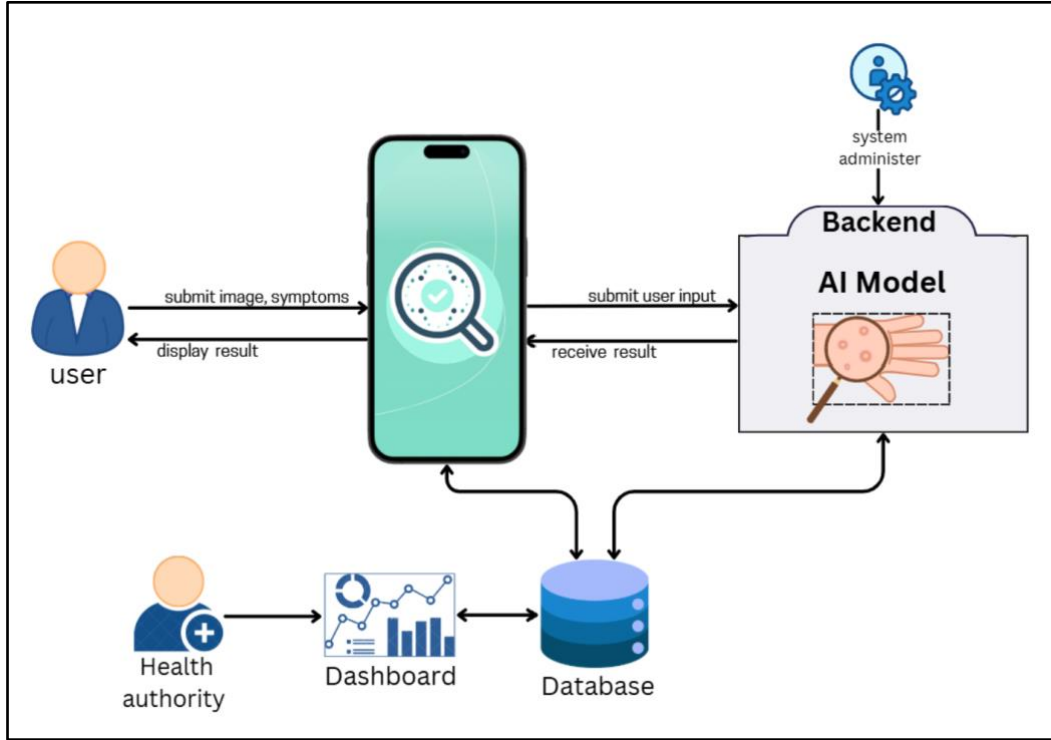 system
administer
Backend
AI Model
submit image, symptoms
submit user input
display result
receive result
user
Health
authority
Dashboard
Database